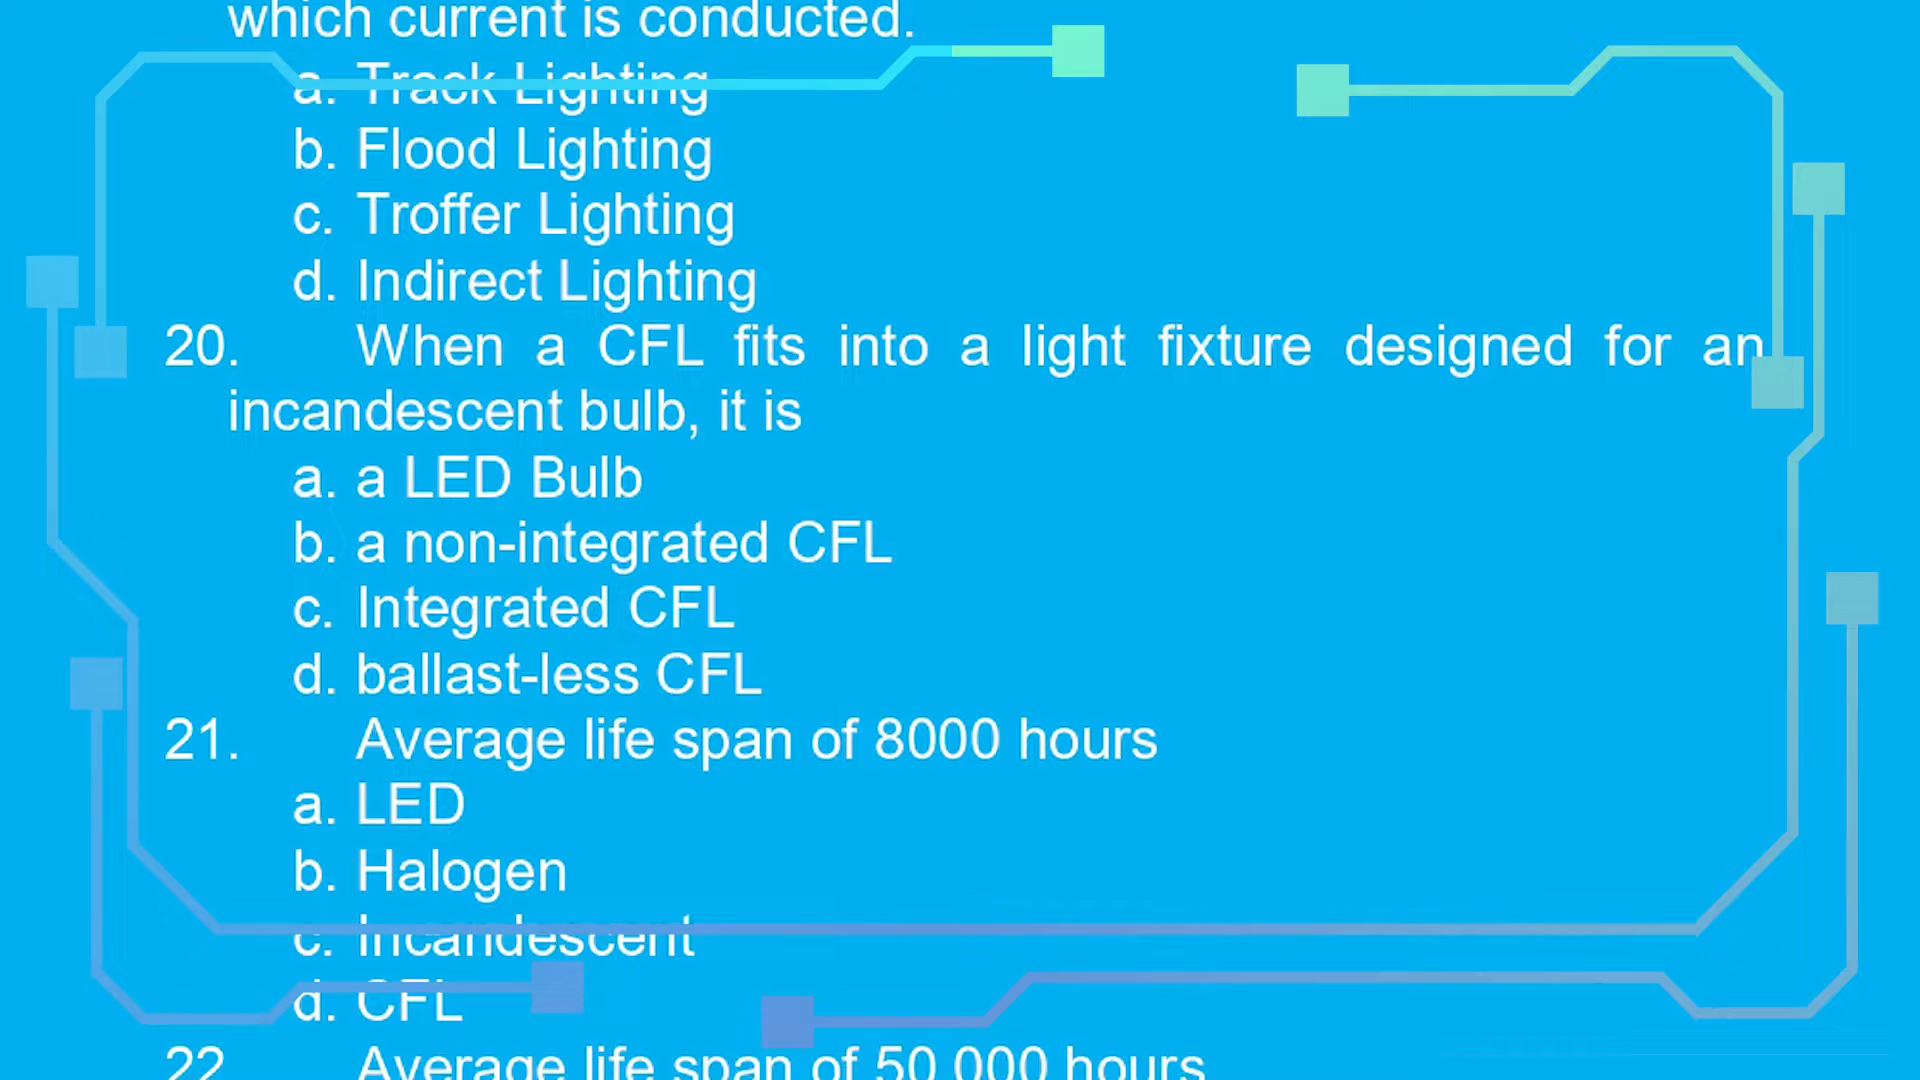 which current is conducted.
a. Track Lighting
b. Flood Lighting
c. Troffer Lighting
d. Indirect Lighting
20. When a CFL fits into a light fixture designed for an
incandescent bulb, it is
a. a LED Bulb
b. a non-integrated CFL
c. Integrated CFL
d. ballast-less CFL
21. Average life span of 8000 hours
a. LED
b. Halogen
c. Incandescent
d. CFL
22 Average life span of 50 000 hours